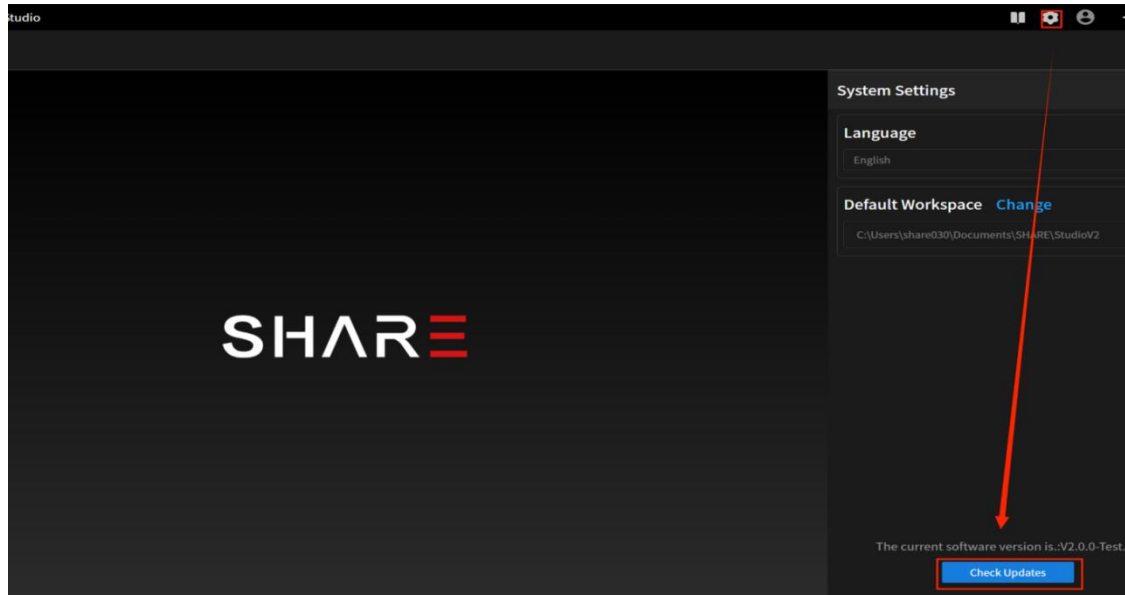 Studio
System Settings
Language
English
Default Workspace Change
C:\Users\share030\Documents\SHARE\StudioV2
SHARE
The current software version is.:V2.0.0-Test.
Check Updates